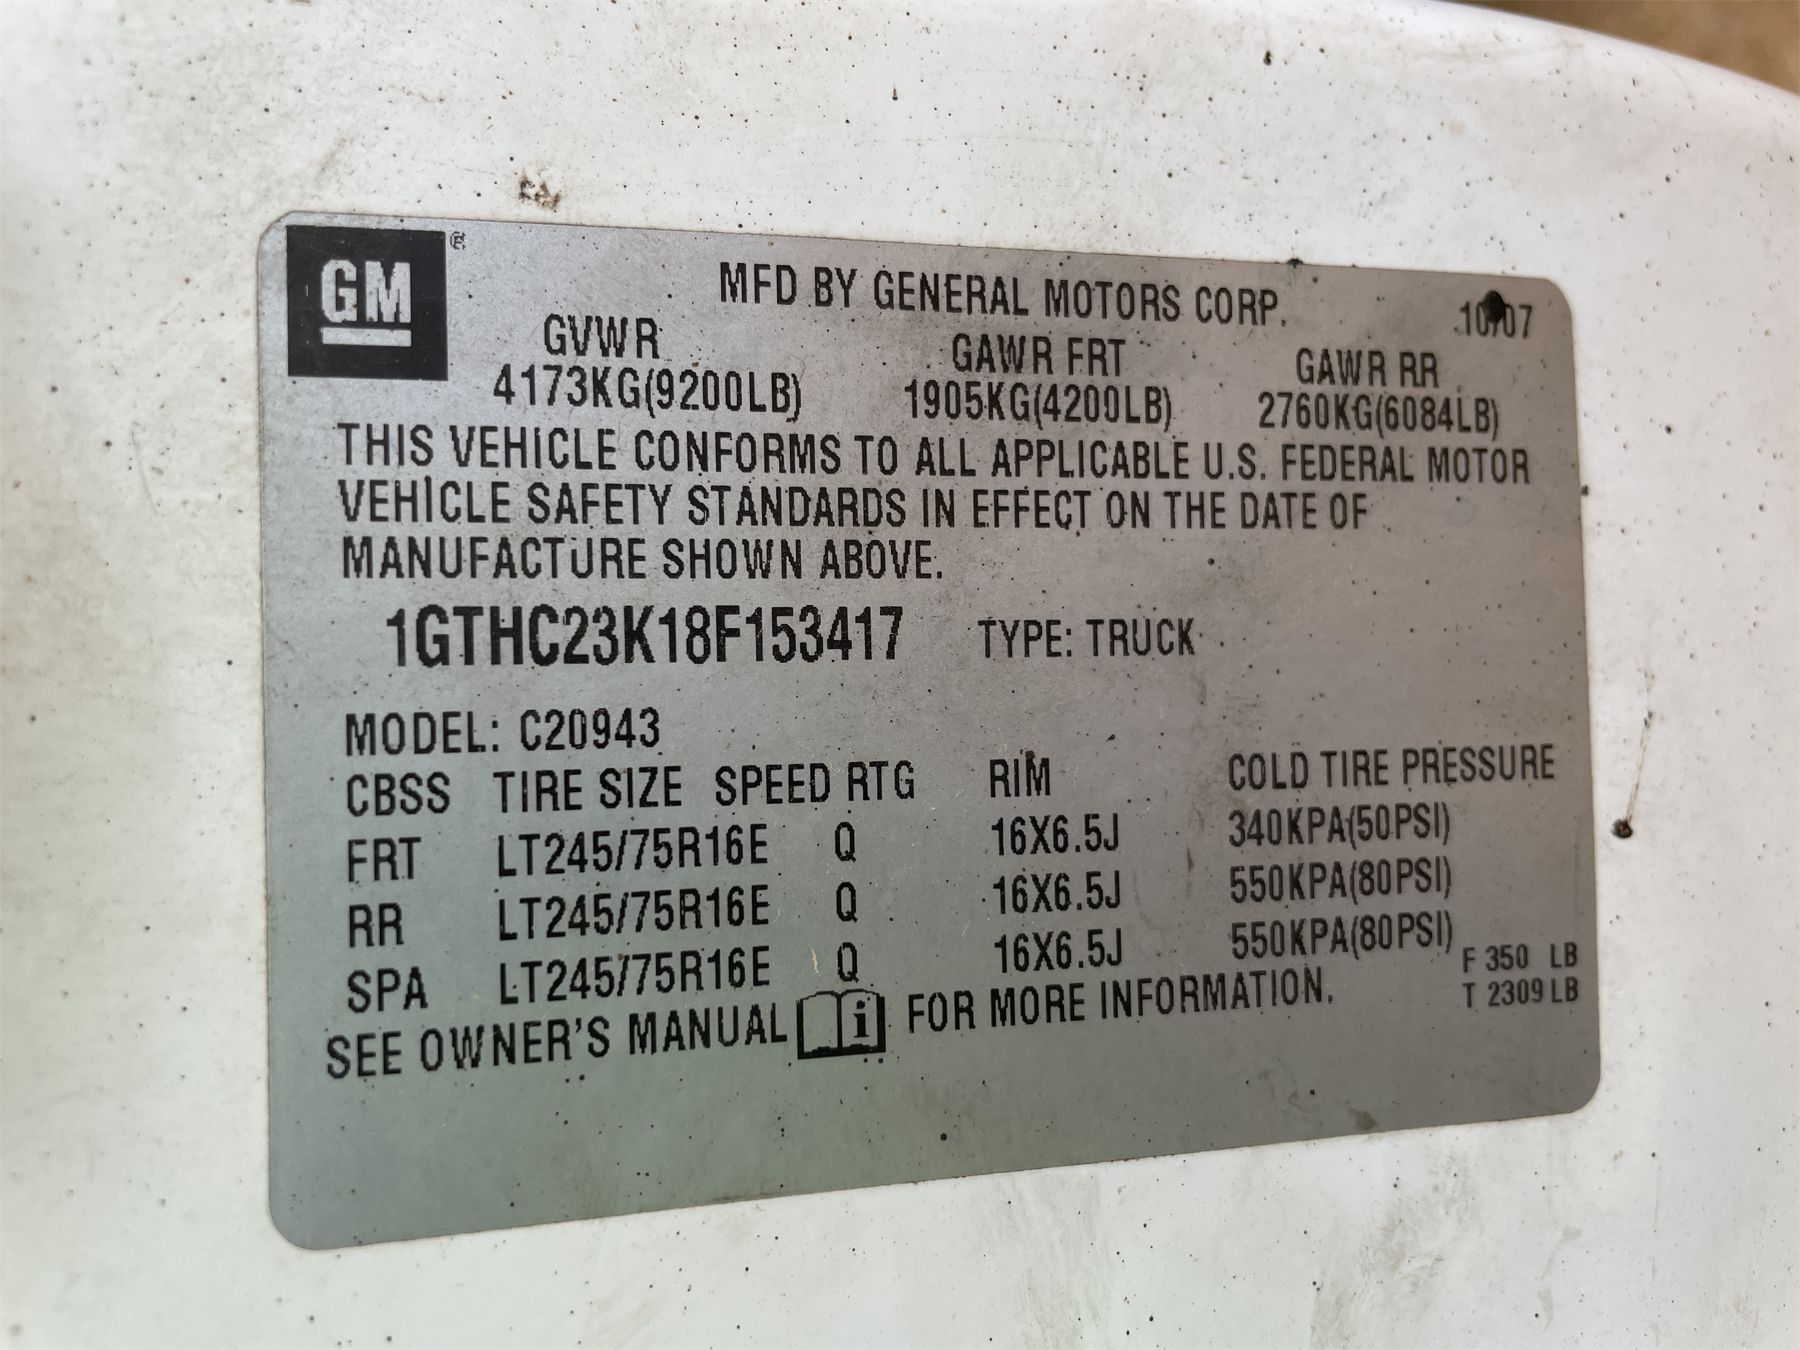 GM ®
MFD BY GENERAL MOTORS CORP.
10/07
GVWR GAWR FRT GAWR RR
4173KG(9200LB) 1905KG(4200LB) 2760KG(6084LB)
THIS VEHICLE CONFORMS TO ALL APPLICABLE U.S. FEDERAL MOTOR
VEHICLE SAFETY STANDARDS IN EFFECT ON THE DATE OF
MANUFACTURE SHOWN ABOVE.
1GTHC23K18F153417 TYPE: TRUCK
MODEL: C20943
CBSS TIRE SIZE SPEED RTG RIM COLD TIRE PRESSURE
FRT LT245/75R16E Q 16X6.5J 340KPA(50PSI)
RR LT245/75R16E Q 16X6.5J 550KPA(80PSI)
SPA LT245/75R16E Q 16X6.5J 550KPA(80PSI)
F 350 LB
T 2309 LB
SEE OWNER'S MANUAL i FOR MORE INFORMATION.